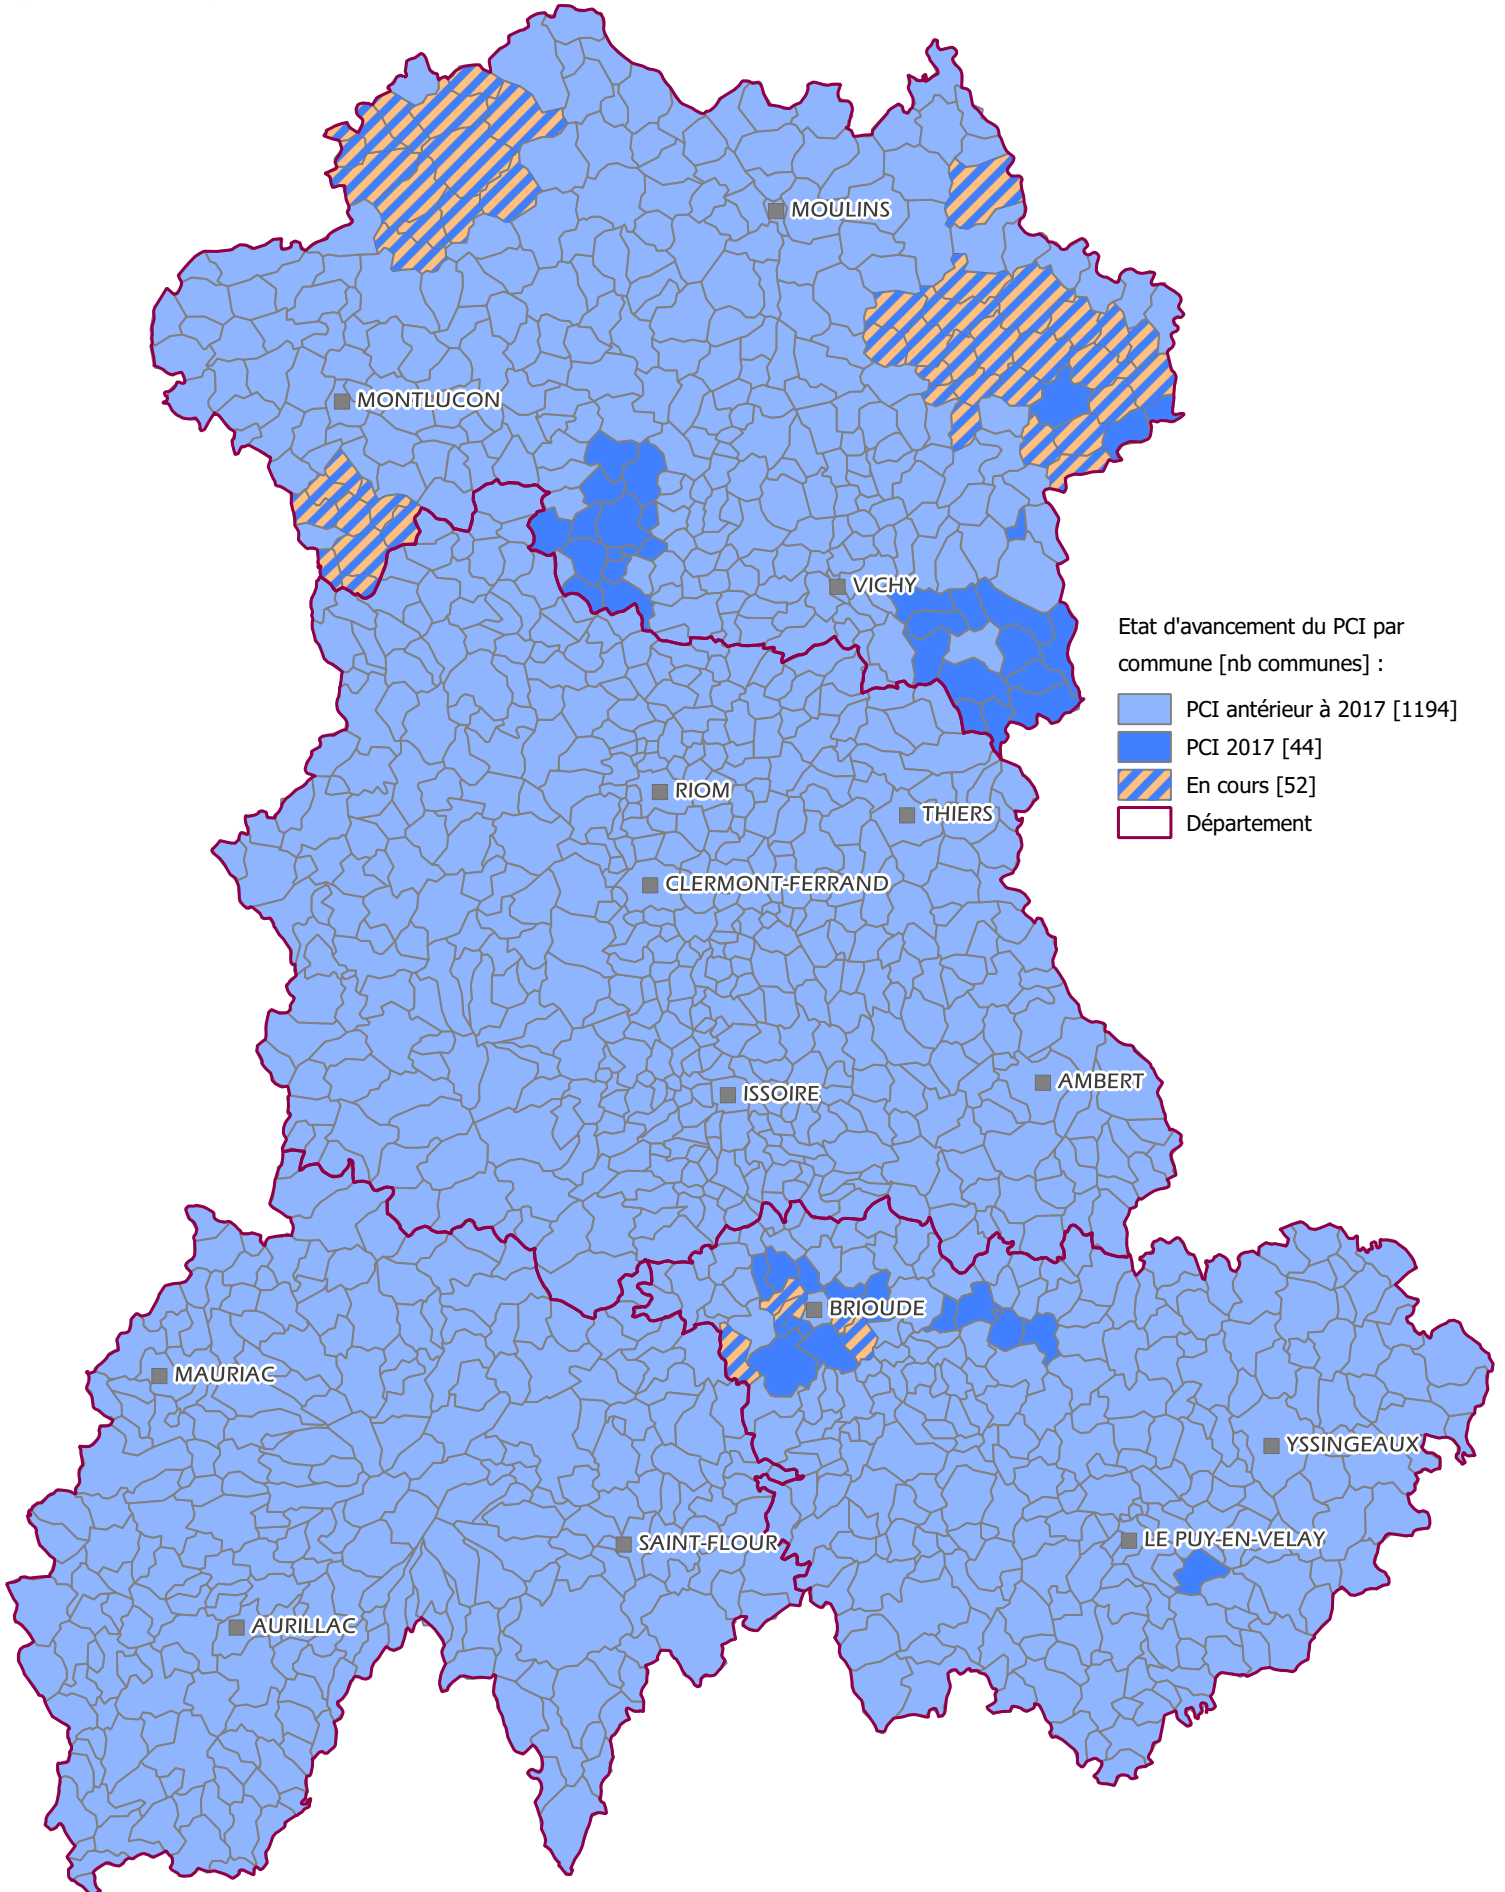 MOULINS
MONTLUCON
VICHY
Etat d'avancement du PCI par
commune [nb communes] :
PCI antérieur à 2017 [1194]
PCI 2017 [44]
En cours [52]
Département
RIOM
THIERS
CLERMONT-FERRAND
AMBERT
ISSOIRE
BRIOUDE
MAURIAC
YSSINGEAUX
LE PUY-EN-VELAY
SAINT-FLOUR
AURILLAC